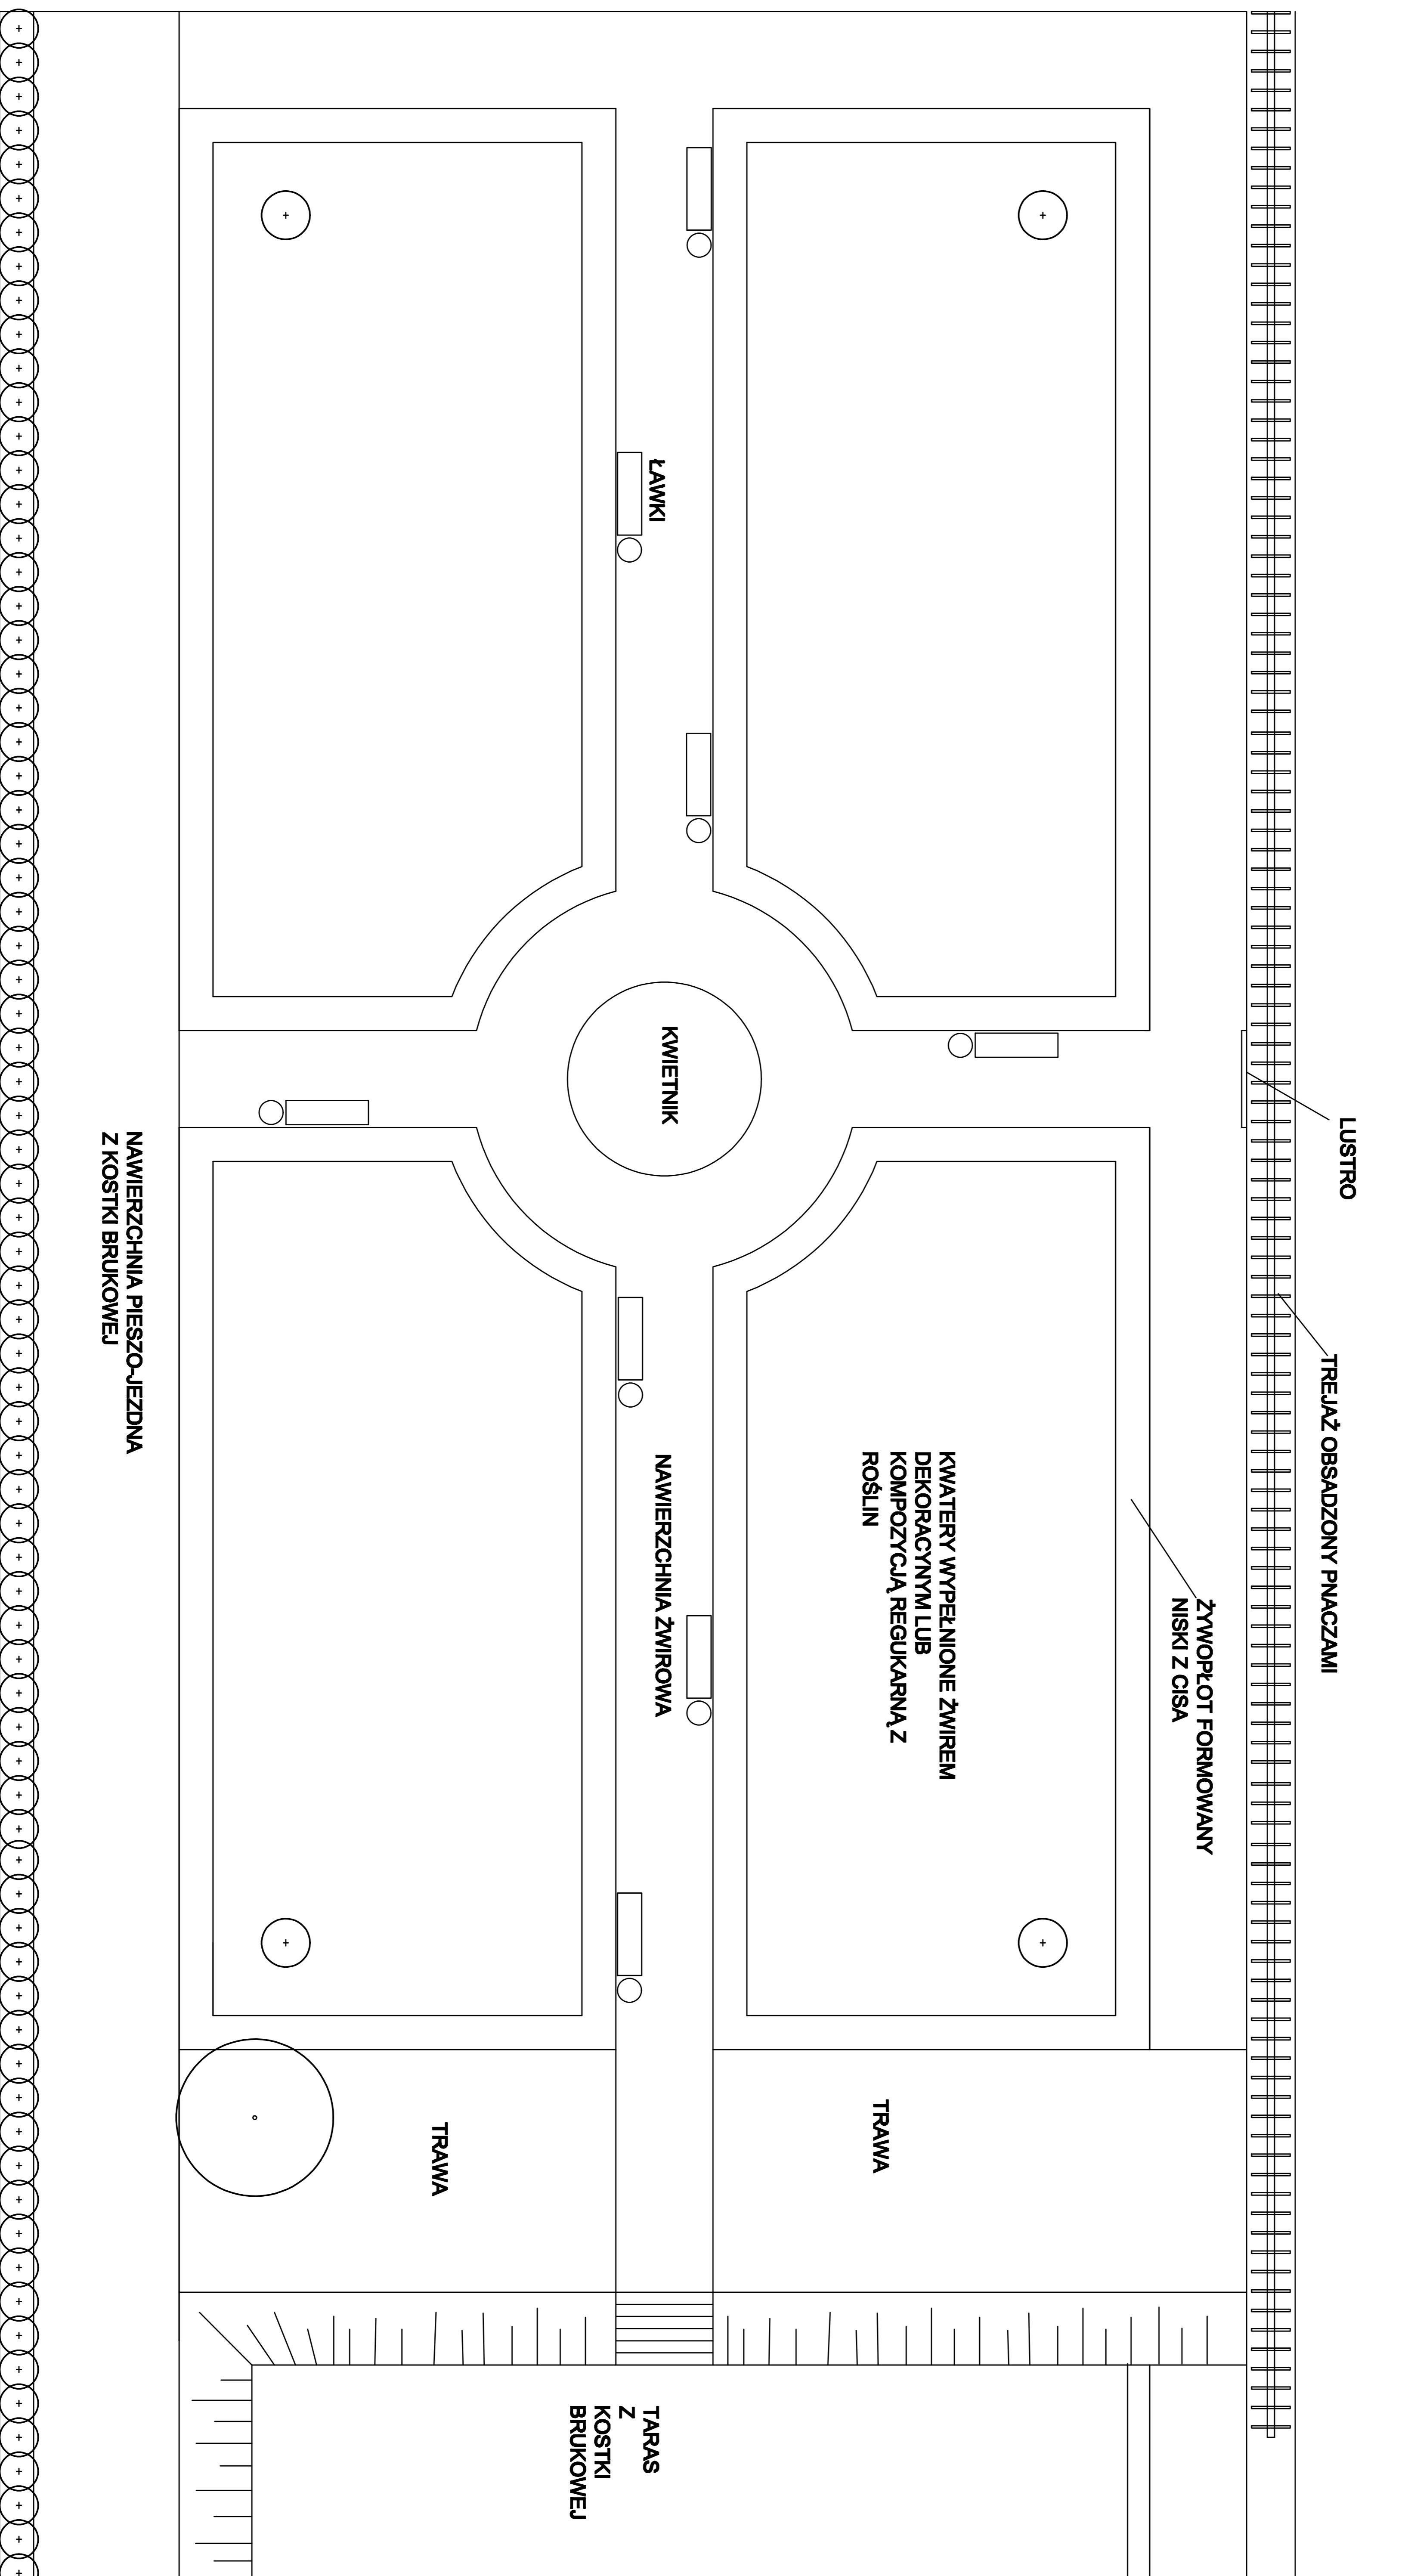 LUSTRO
TREJAŻ OBSADZONY PNACZAMI
ŻYWOPŁOT FORMOWANY
NISKI Z CISA
KWATERY WYPEŁNIONE ŻWIREM
DEKORACYNYM LUB
KOMPOZYCJĄ REGUKARNĄ Z
ROŚLIN
TRAWA
ŁAWKI
KWIETNIK
NAWIERZCHNIA ŻWIROWA
TARAS
Z
KOSTKI
BRUKOWEJ
TRAWA
NAWIERZCHNIA PIESZO-JEZDNA
Z KOSTKI BRUKOWEJ